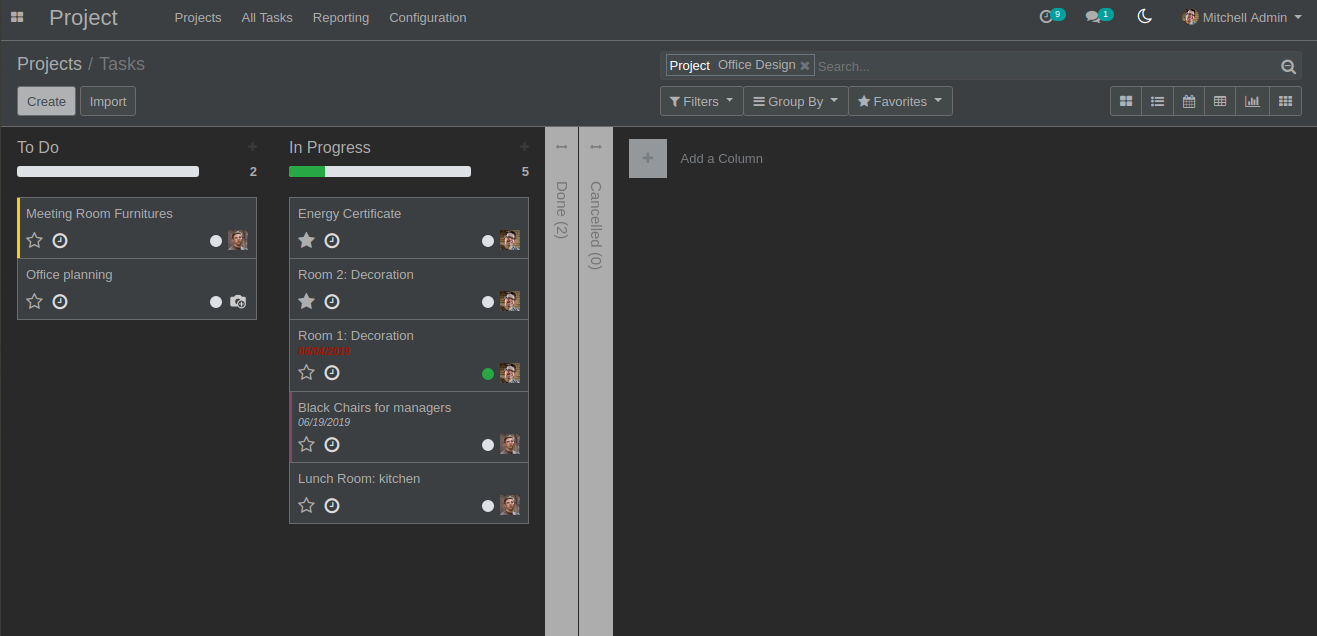 Project
Projects All Tasks Reporting Configuration
9
1
Mitchell Admin
Projects / Tasks
Project Office Design
Search...
Create Import
Filters Group By Favorites
To Do
2
Meeting Room Furnitures
Office planning
In Progress
5
Energy Certificate
Room 2: Decoration
Room 1: Decoration
06/04/2019
Black Chairs for managers
06/19/2019
Lunch Room: kitchen
Done (2)
Cancelled (0)
Add a Column